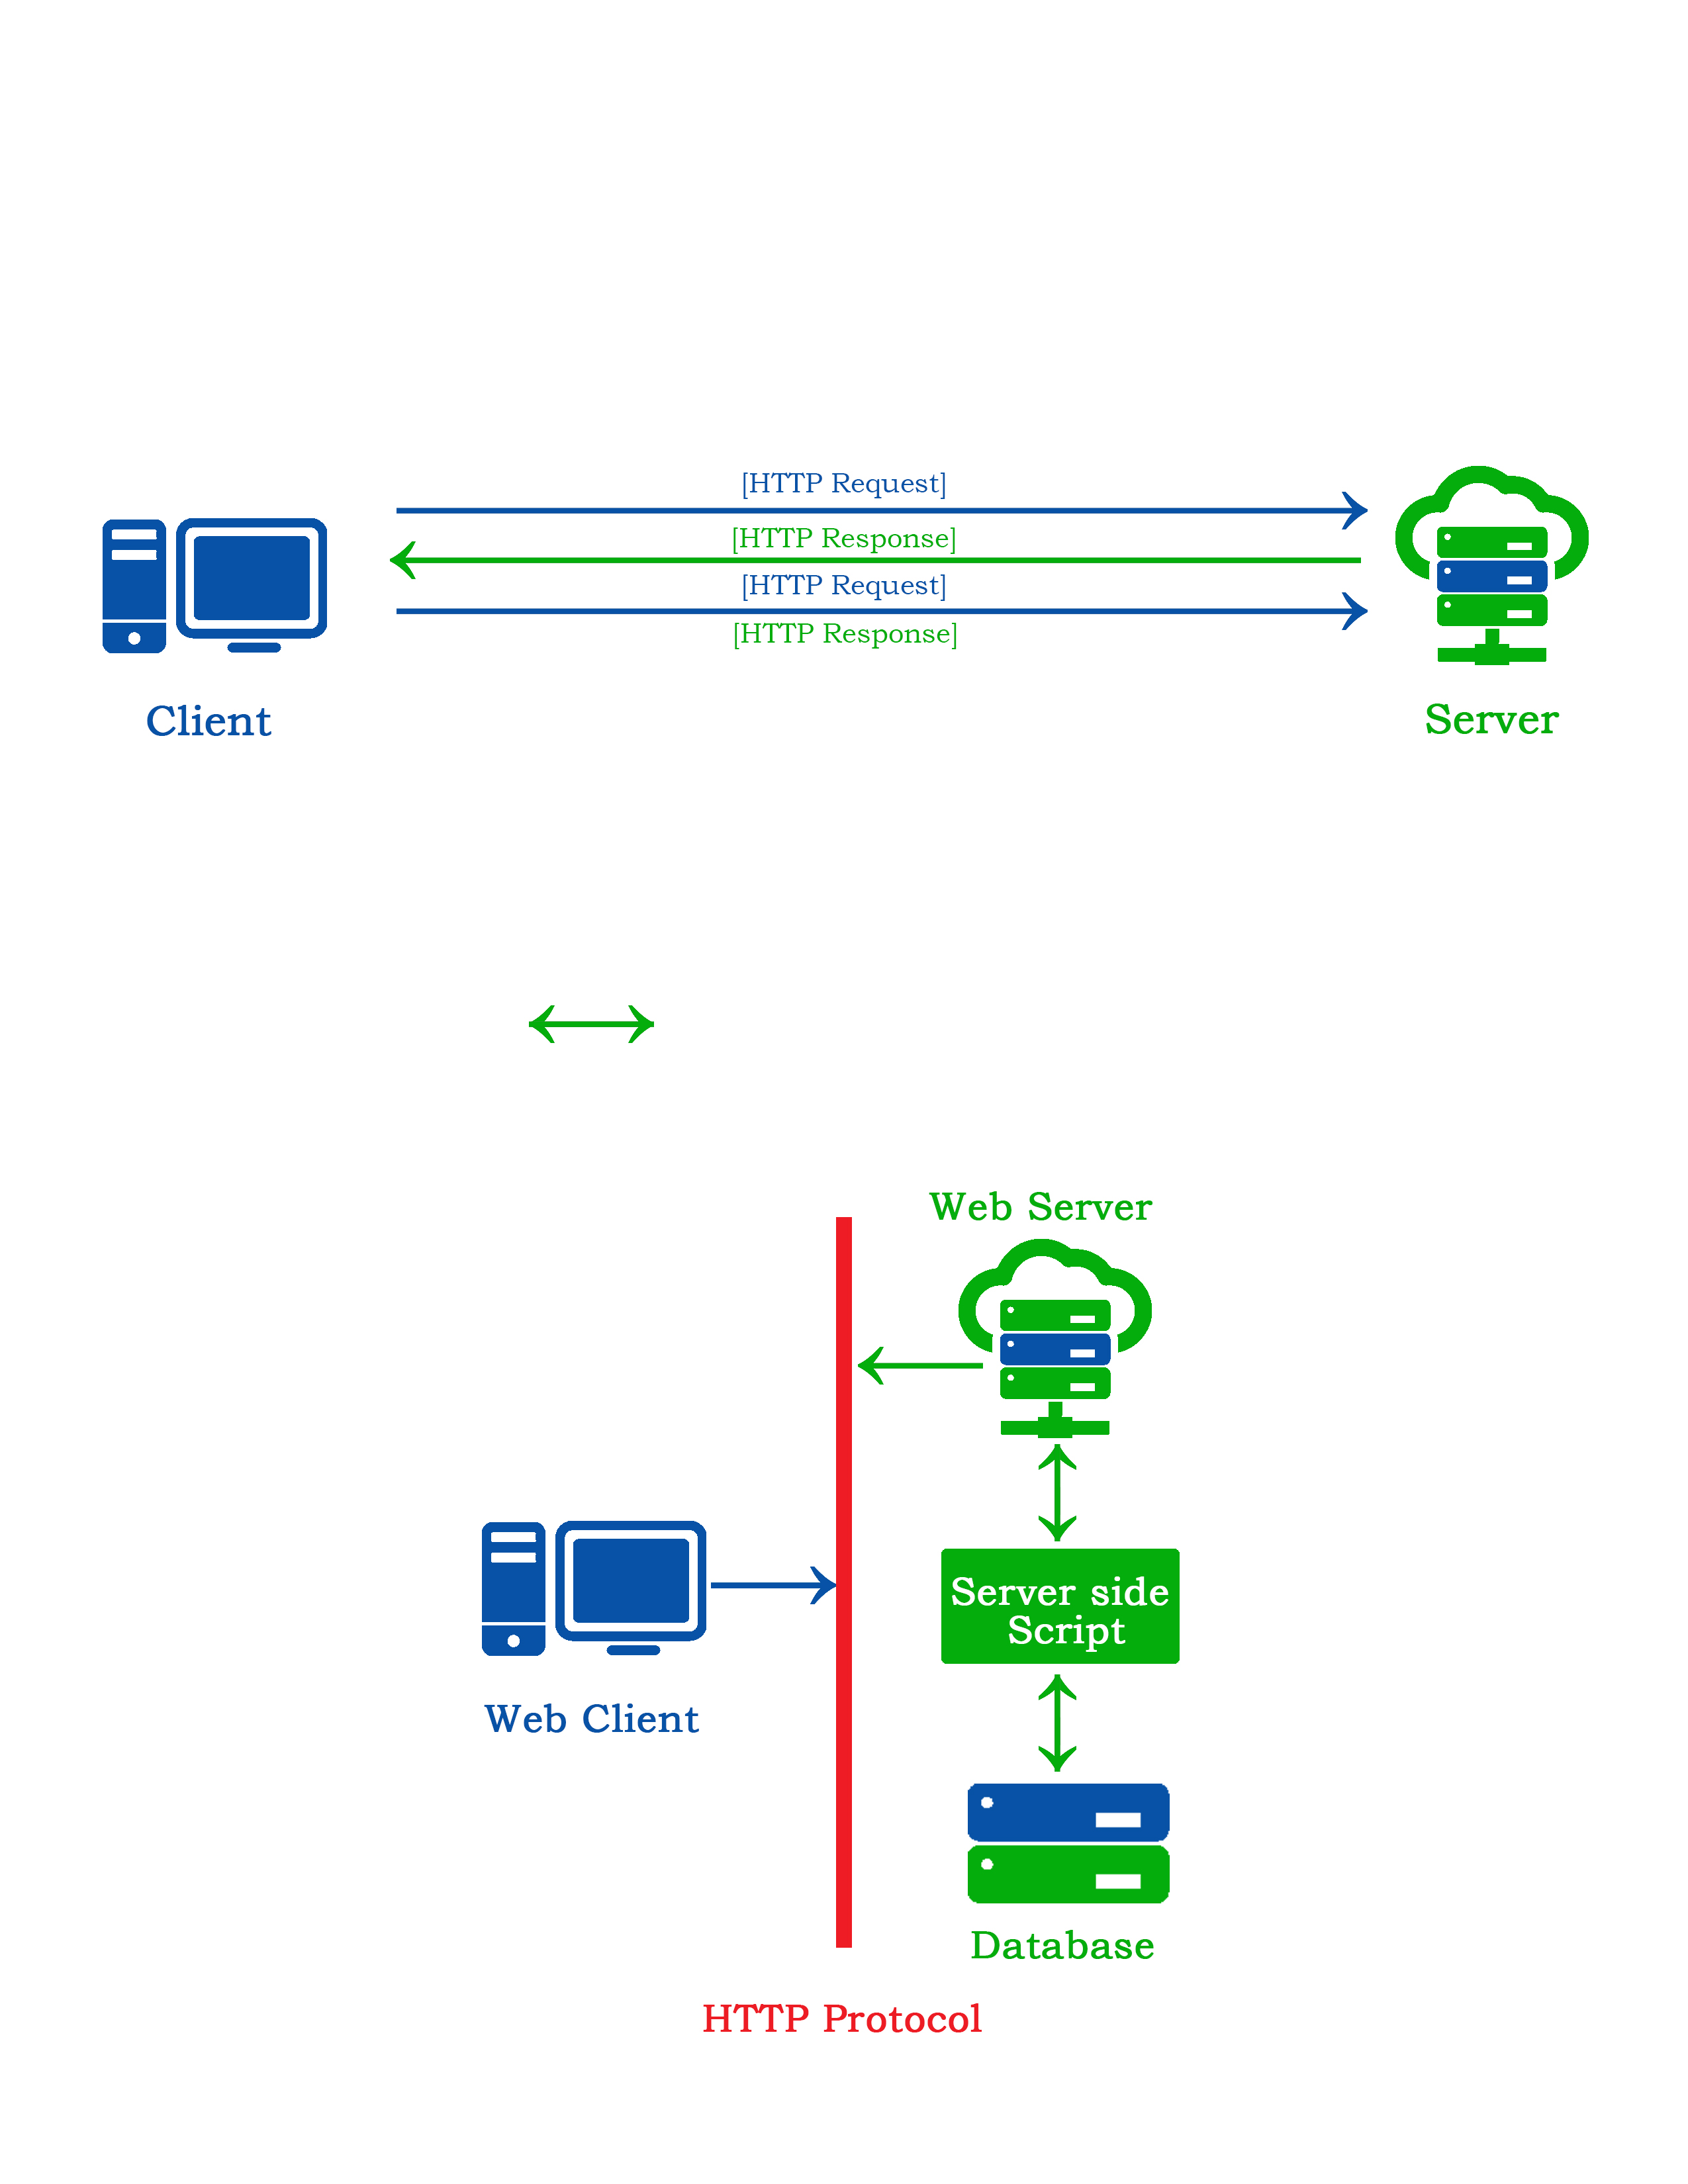 [HTTP Request]
[HTTP Response]
[HTTP Request]
[HTTP Response]
Client
Server
Web Server
Server side
Script
Web Client
Database
HTTP Protocol